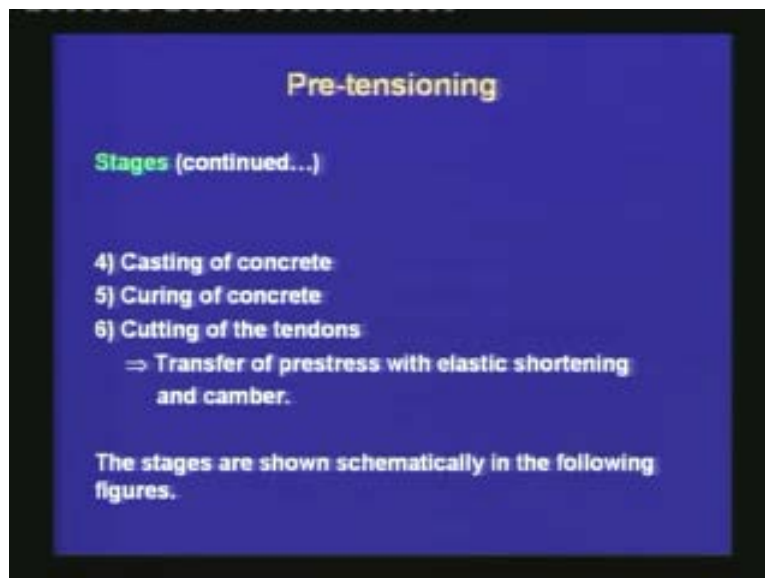 Pre-tensioning
Stages (continued...)
4) Casting of concrete
5) Curing of concrete
6) Cutting of the tendons
⇒ Transfer of prestress with elastic shortening
and camber.
The stages are shown schematically in the following
figures.